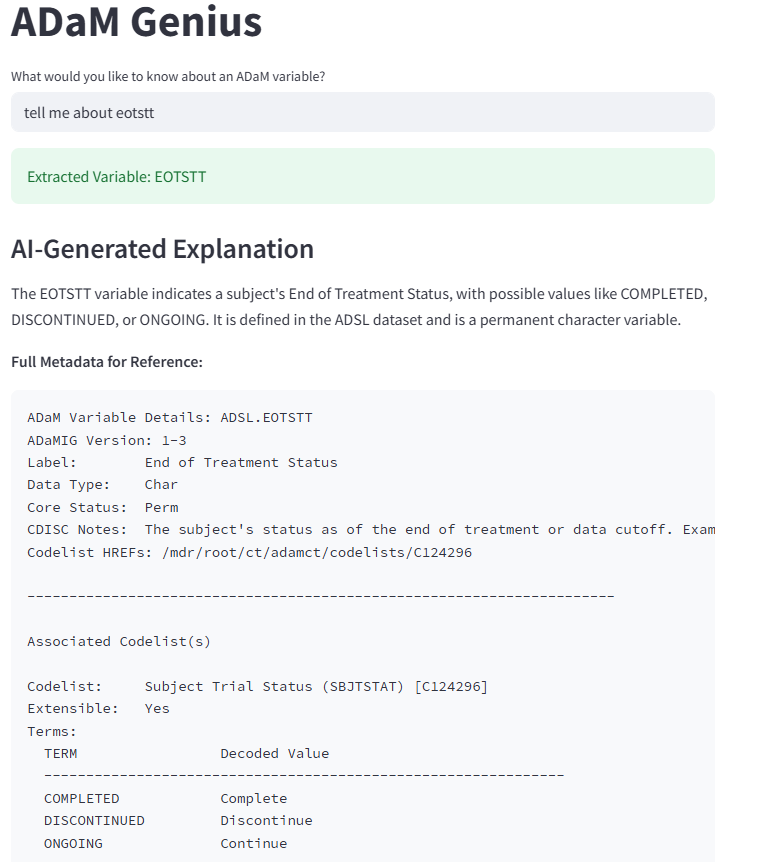 ADaM Genius
What would you like to know about an ADaM variable?
tell me about eotstt
Extracted Variable: EOTSTT
AI-Generated Explanation
The EOTSTT variable indicates a subject's End of Treatment Status, with possible values like COMPLETED,
DISCONTINUED, or ONGOING. It is defined in the ADSL dataset and is a permanent character variable.
Full Metadata for Reference:
ADaM Variable Details: ADSL.EOTSTT
ADaMIG Version: 1-3
Label: End of Treatment Status
Data Type: Char
Core Status: Perm
CDISC Notes: The subject's status as of the end of treatment or data cutoff. Exam
Codelist HREFs: /mdr/root/ct/adamct/codelists/C124296
----------------------------------------------------------------------
Associated Codelist(s)
Codelist: Subject Trial Status (SBJTSTAT) [C124296]
Extensible: Yes
Terms:
TERM Decoded Value
--------------------------------------------------------------
COMPLETED Complete
DISCONTINUED Discontinue
ONGOING Continue